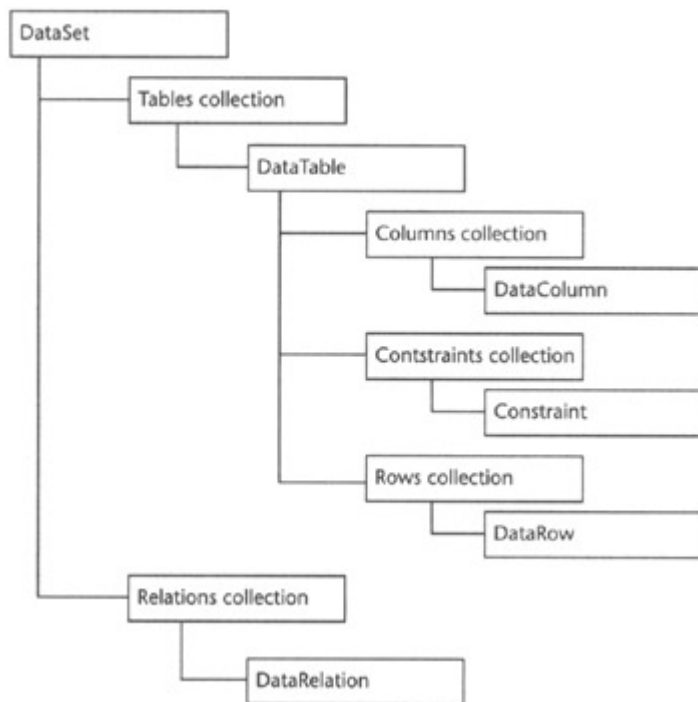 DataSet
Tables collection
DataTable
Columns collection
DataColumn
Contstraints collection
Constraint
Rows collection
DataRow
Relations collection
DataRelation